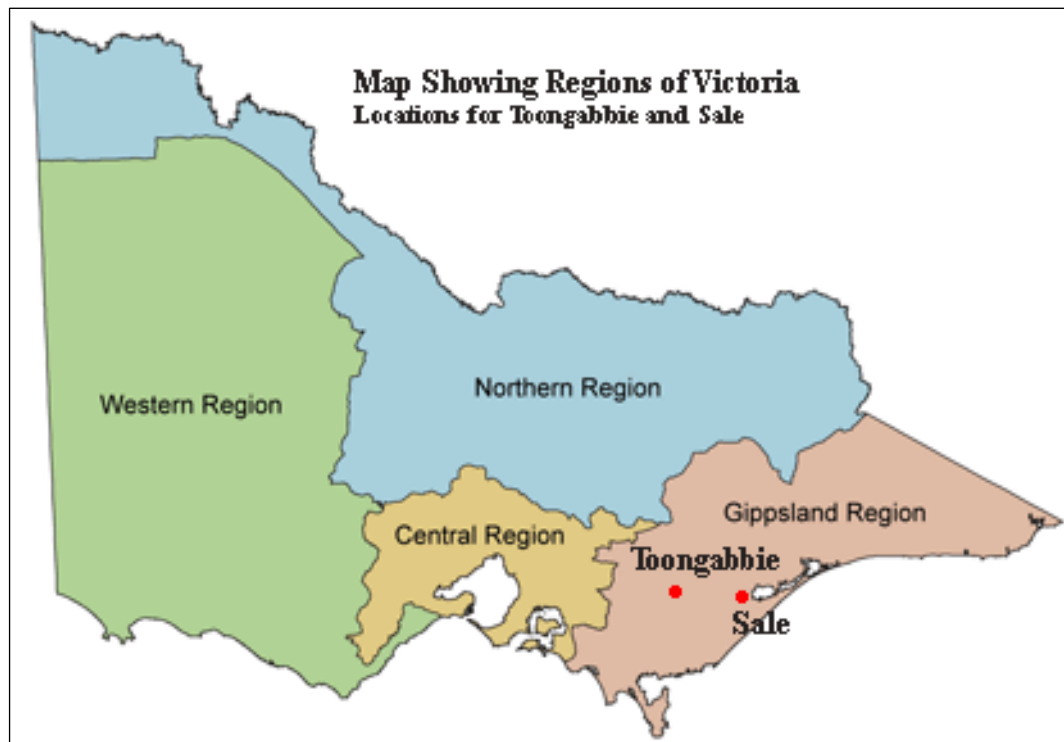 Map Showing Regions of Victoria
Locations for Toongabbie and Sale
Western Region
Northern Region
Central Region
Gippsland Region
Toongabbie
Sale